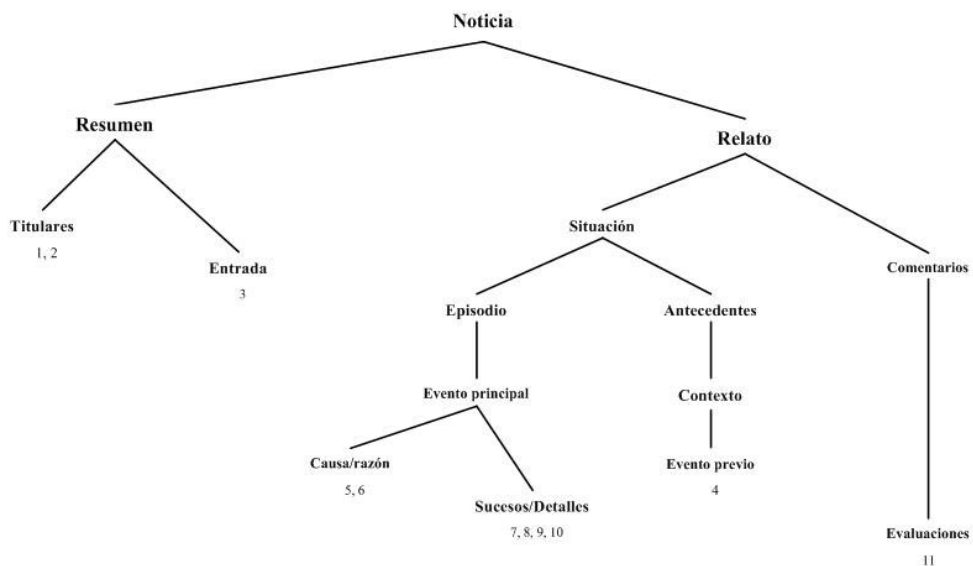 Noticia
Resumen
Relato
Titulares
1, 2
Situación
Entrada
3
Comentarios
Episodio
Antecedentes
Evento principal
Contexto
Causa/razón
5, 6
Evento previo
4
Sucesos/Detalles
7, 8, 9, 10
Evaluaciones
11